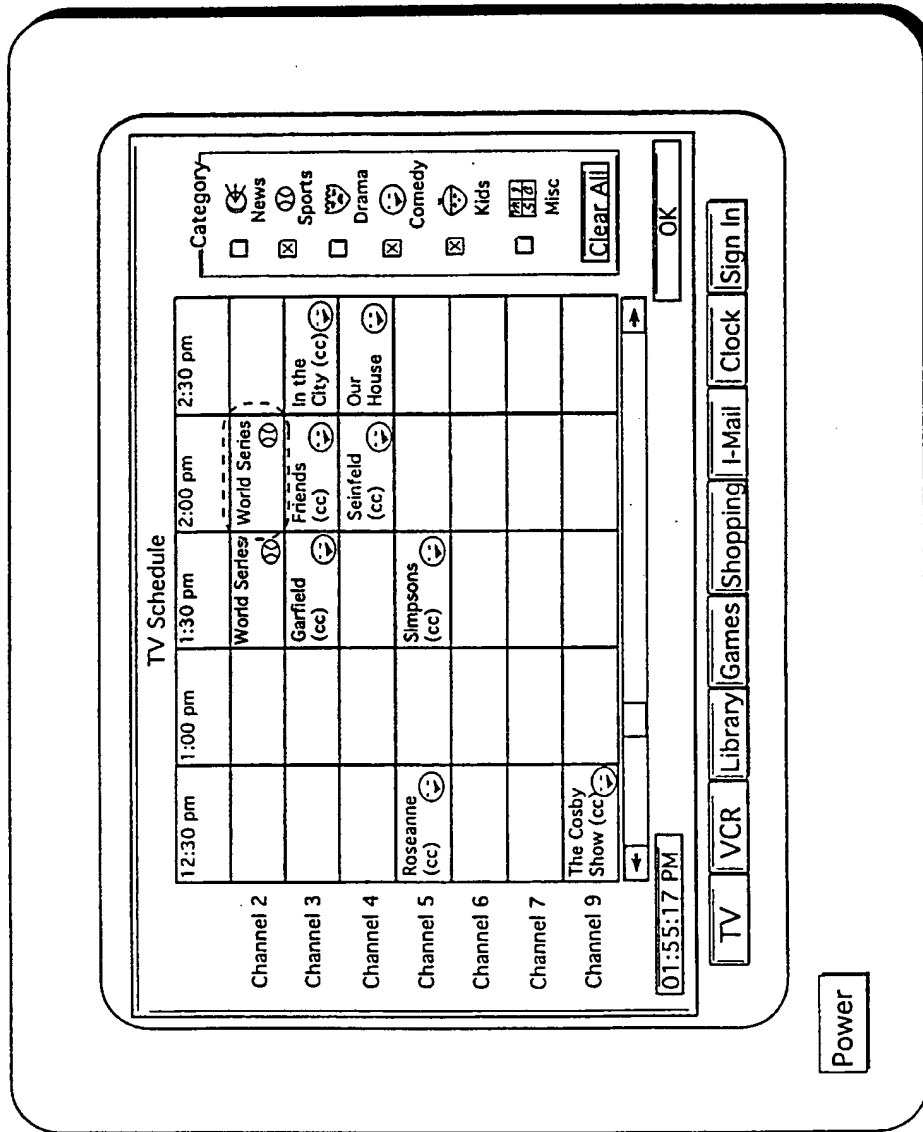 TV Schedule
12:30 pm 1:00 pm 1:30 pm 2:00 pm 2:30 pm
Channel 2 World Series World Series
Channel 3 Garfield (cc) Friends (cc) In the City (cc)
Channel 4 Seinfeld (cc) Our House
Channel 5 Roseanne (cc) Simpsons (cc)
Channel 6
Channel 7
Channel 9 The Cosby Show (cc)
Category
News
Sports
Drama
Comedy
Kids
Misc
Clear All
01:55:17 PM
OK
TV VCR Library Games Shopping I-Mail Clock Sign In
Power